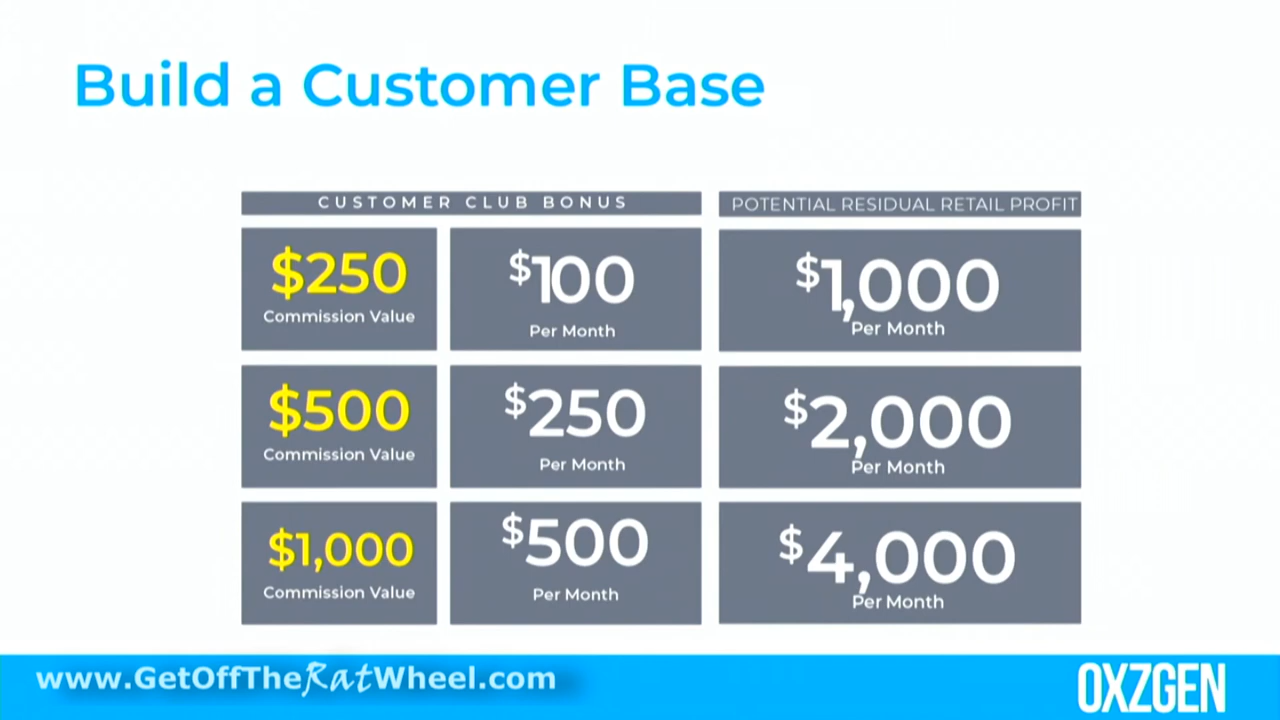 Build a Customer Base
CUSTOMER CLUB BONUS
POTENTIAL RESIDUAL RETAIL PROFIT
$250
Commission Value
$100
Per Month
$1,000
Per Month
$500
Commission Value
$250
Per Month
$2,000
Per Month
$1,000
Commission Value
$500
Per Month
$4,000
Per Month
www.GetOffTheRatWheel.com
OXZGEN